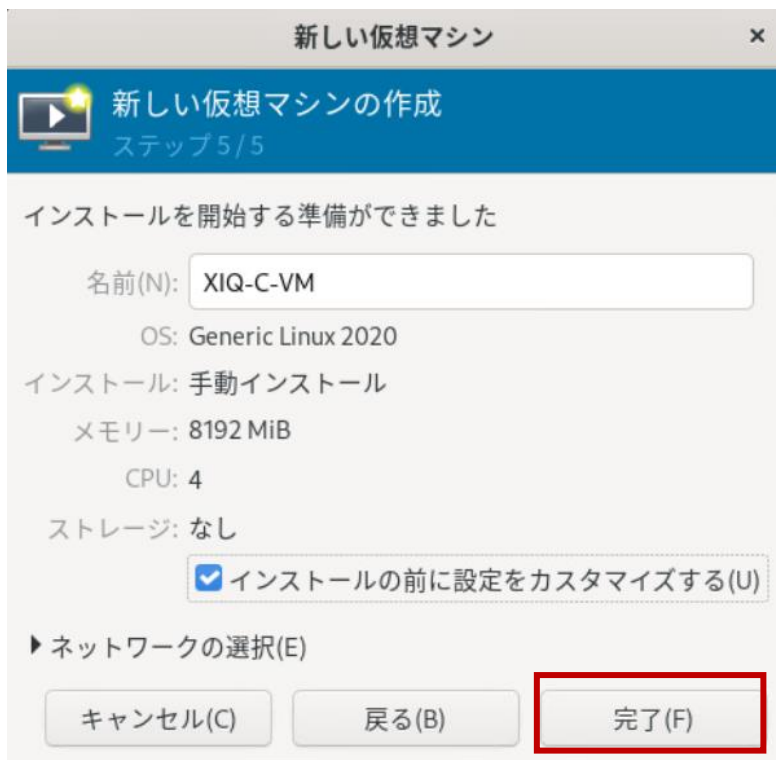 新しい仮想マシン ×
新しい仮想マシンの作成
ステップ 5/5
インストールを開始する準備ができました
名前(N): XIQ-C-VM
OS: Generic Linux 2020
インストール: 手動インストール
メモリー: 8192 MiB
CPU: 4
ストレージ: なし
インストールの前に設定をカスタマイズする(U)
ネットワークの選択(E)
キャンセル(C) 戻る(B) 完了(F)